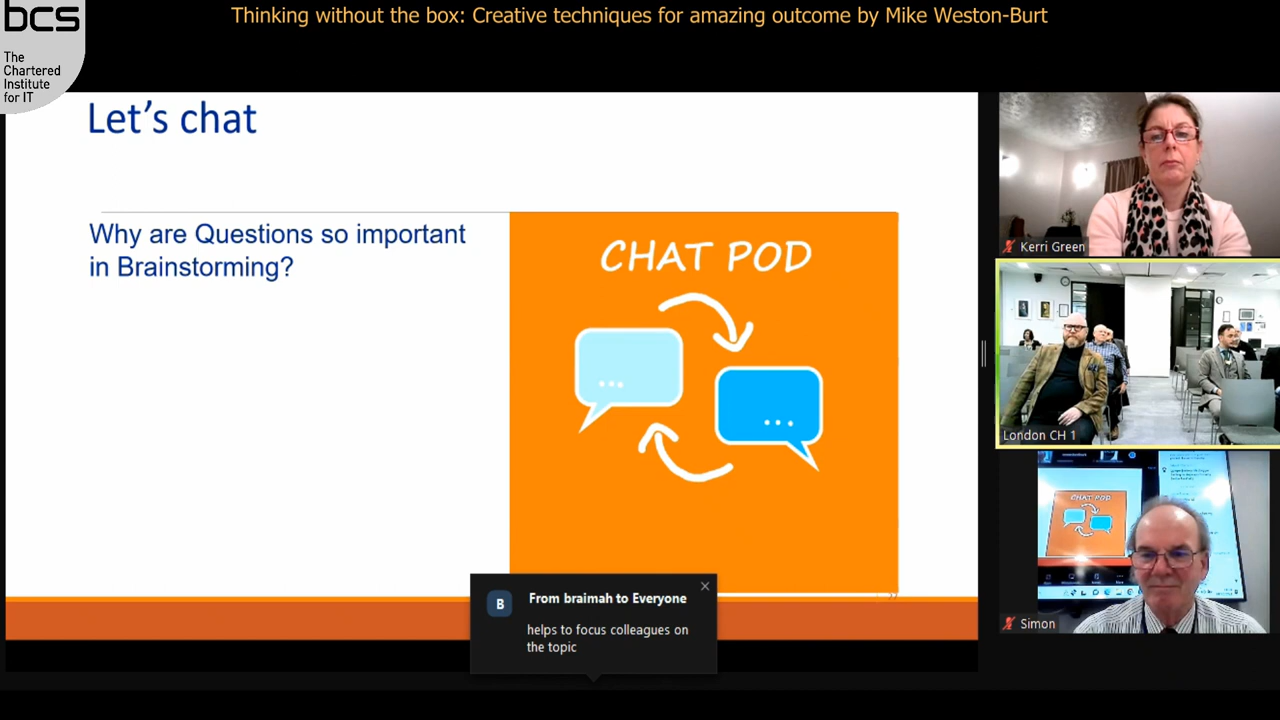 bcs
The
Chartered
Institute
for IT
Thinking without the box: Creative techniques for amazing outcome by Mike Weston-Burt
Let's chat
Why are Questions so important
in Brainstorming?
CHAT POD
From braimah to Everyone
B
helps to focus colleagues on
the topic
Kerri Green
London CH 1
CHAT POD
Simon